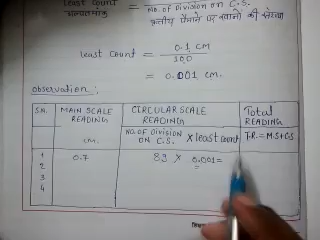 Least count = NO. of Division on C.S.
वृत्तीय पैमाने पर खानों की संख्या
Least count = 0.1 cm
100
= 0.001 cm.
observation :
S.N. MAIN SCALE READING CIRCULAR SCALE READING Total READING
cm. NO. OF DIVISION ON C.S. × least count T.R. = M.S + C.S
1 0.7 83 × 0.001 =
2
3
4